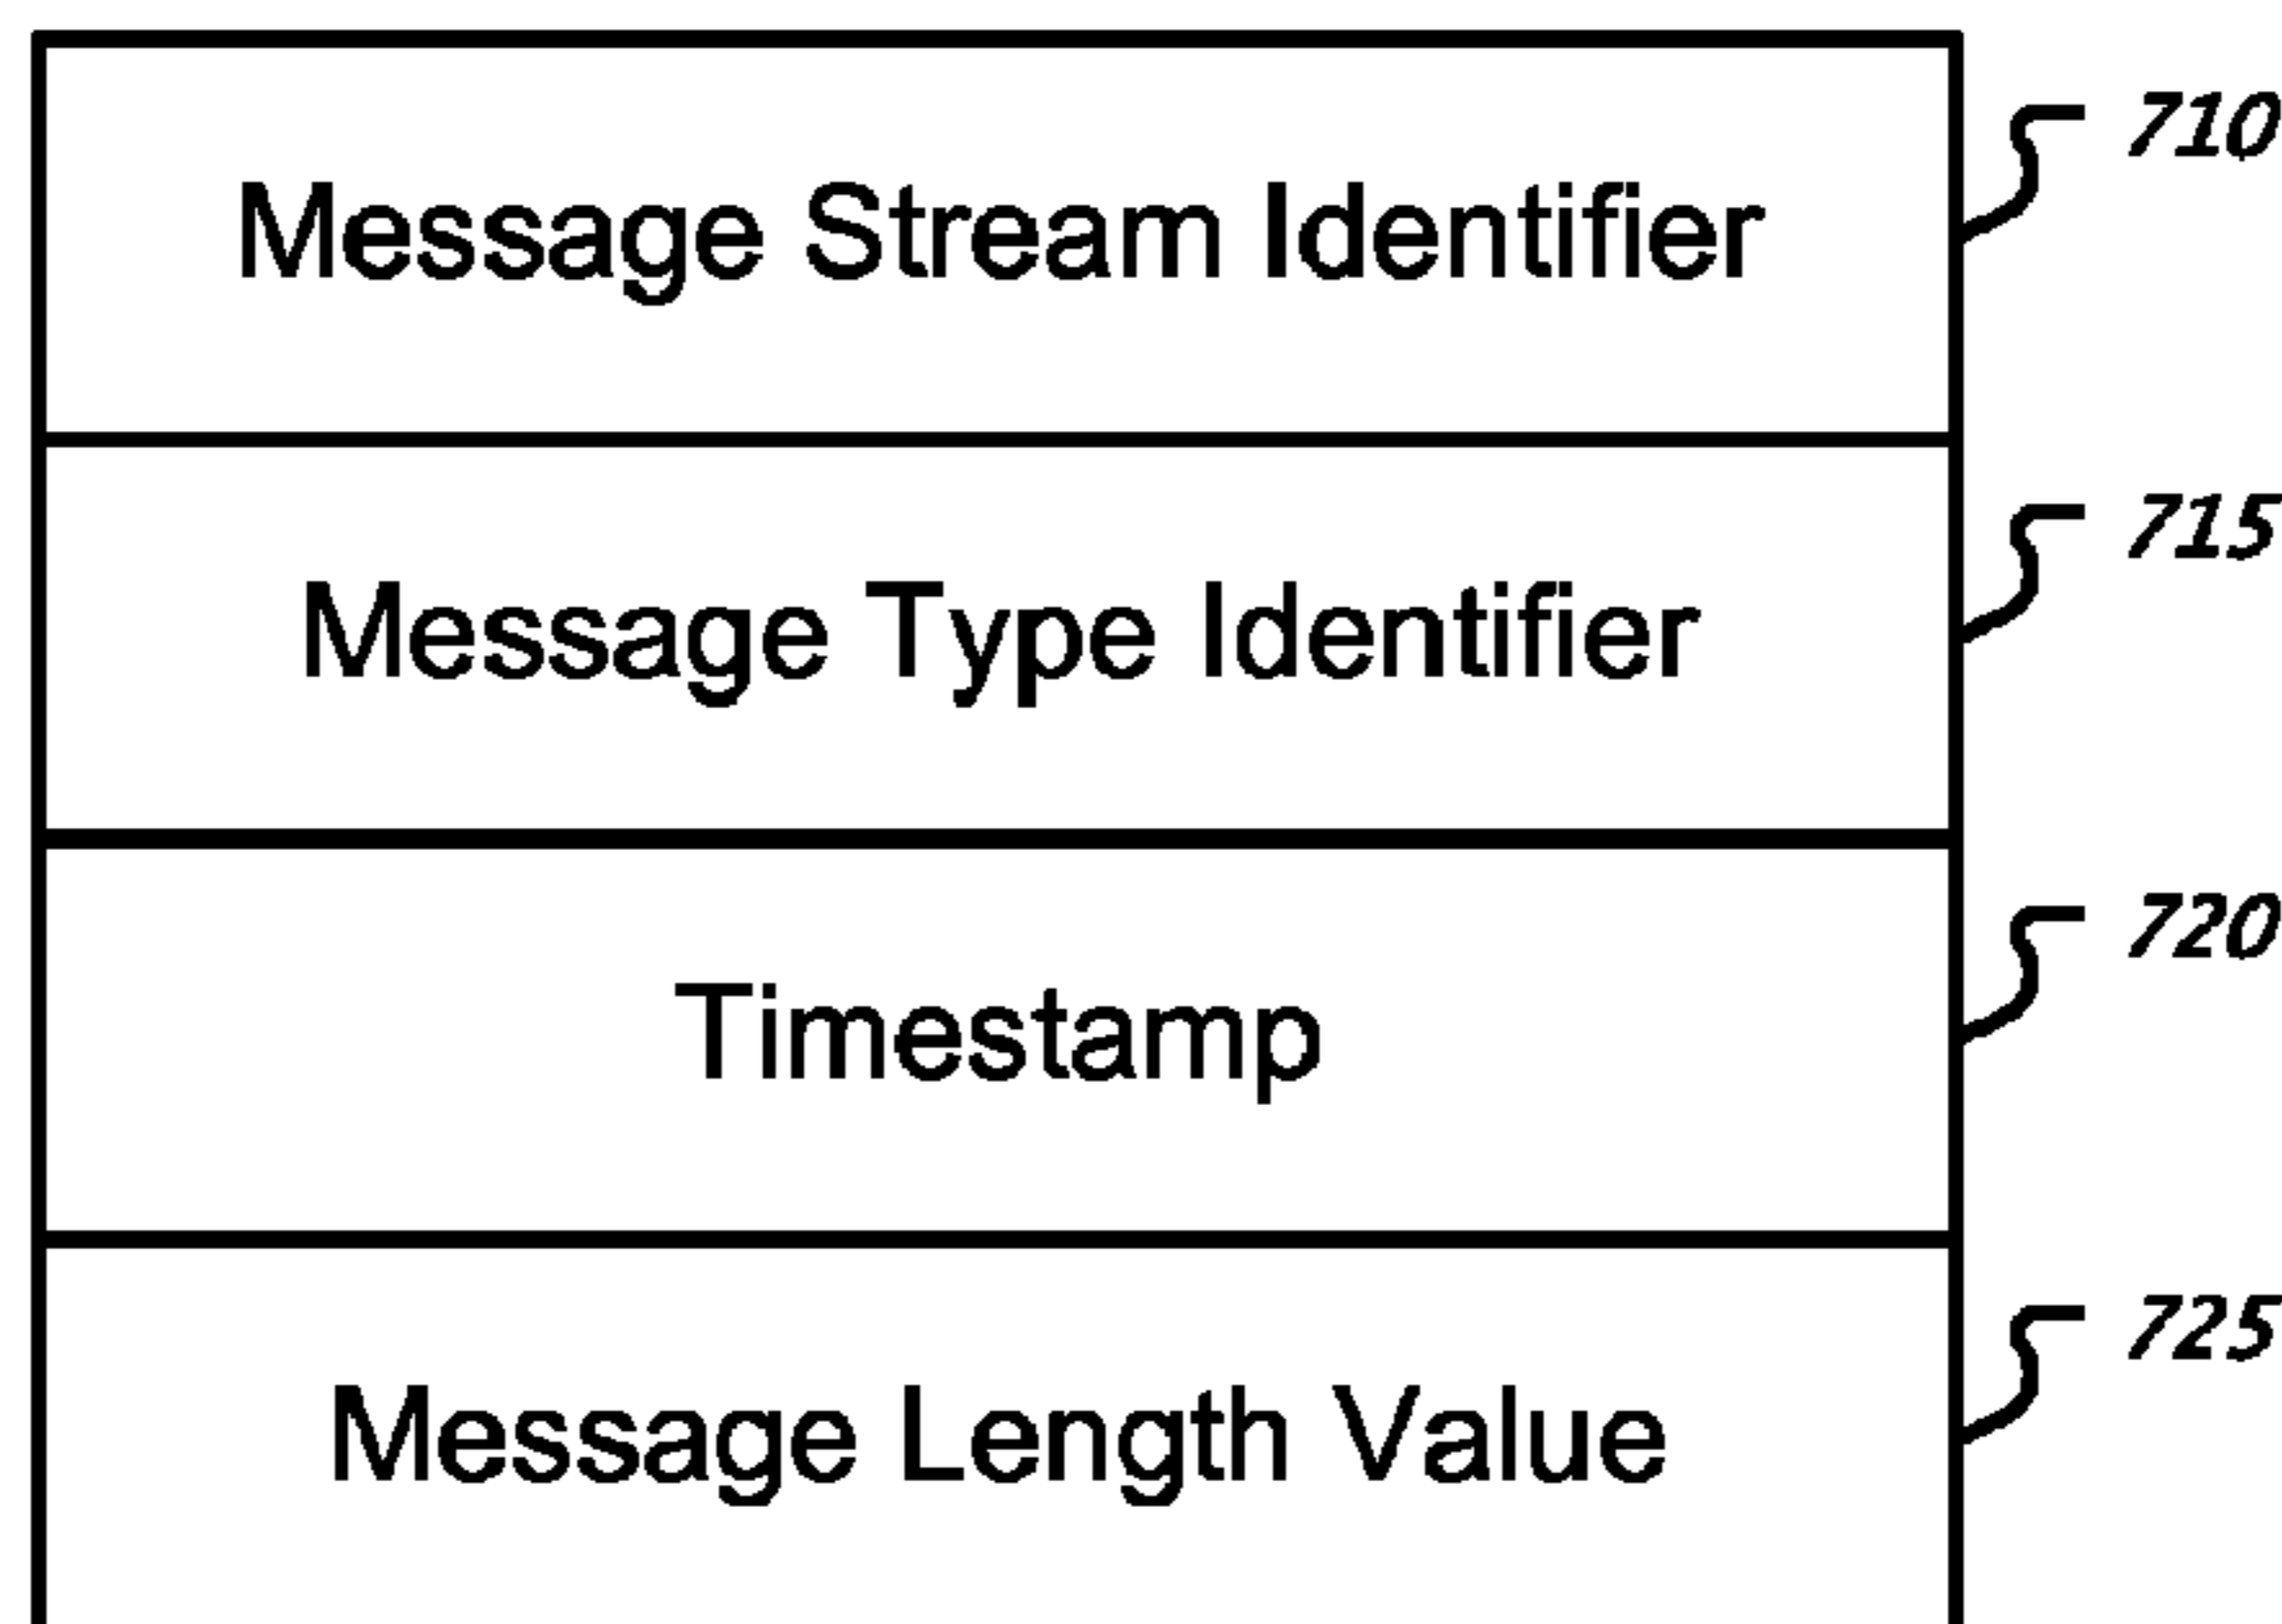 710
Message Stream Identifier
715
Message Type Identifier
720
Timestamp
725
Message Length Value